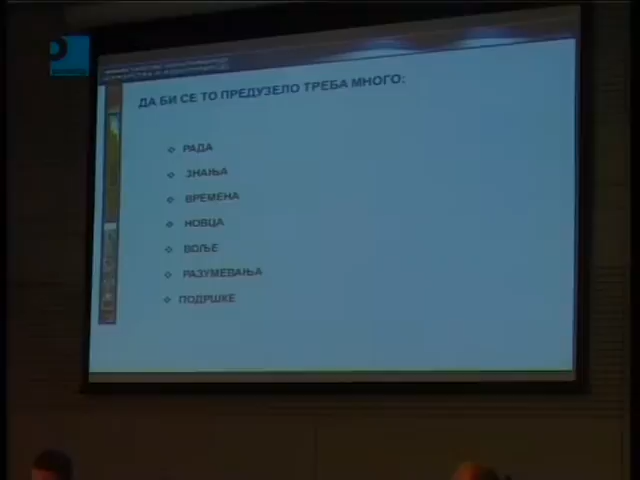 ДА БИ СЕ ТО ПРЕДУЗЕЛО ТРЕБА МНОГО:
РАДА
ЗНАЊА
ВРЕМЕНА
НОВЦА
ВОЉЕ
РАЗУМЕВАЊА
ПОДРШКЕ